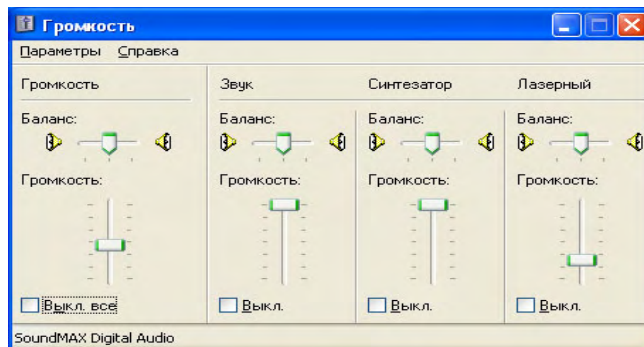 Громкость
Параметры Справка
Громкость Звук Синтезатор Лазерный
Баланс: Баланс: Баланс: Баланс:
Громкость: Громкость: Громкость: Громкость:
Выкл. все Выкл. Выкл. Выкл.
SoundMAX Digital Audio